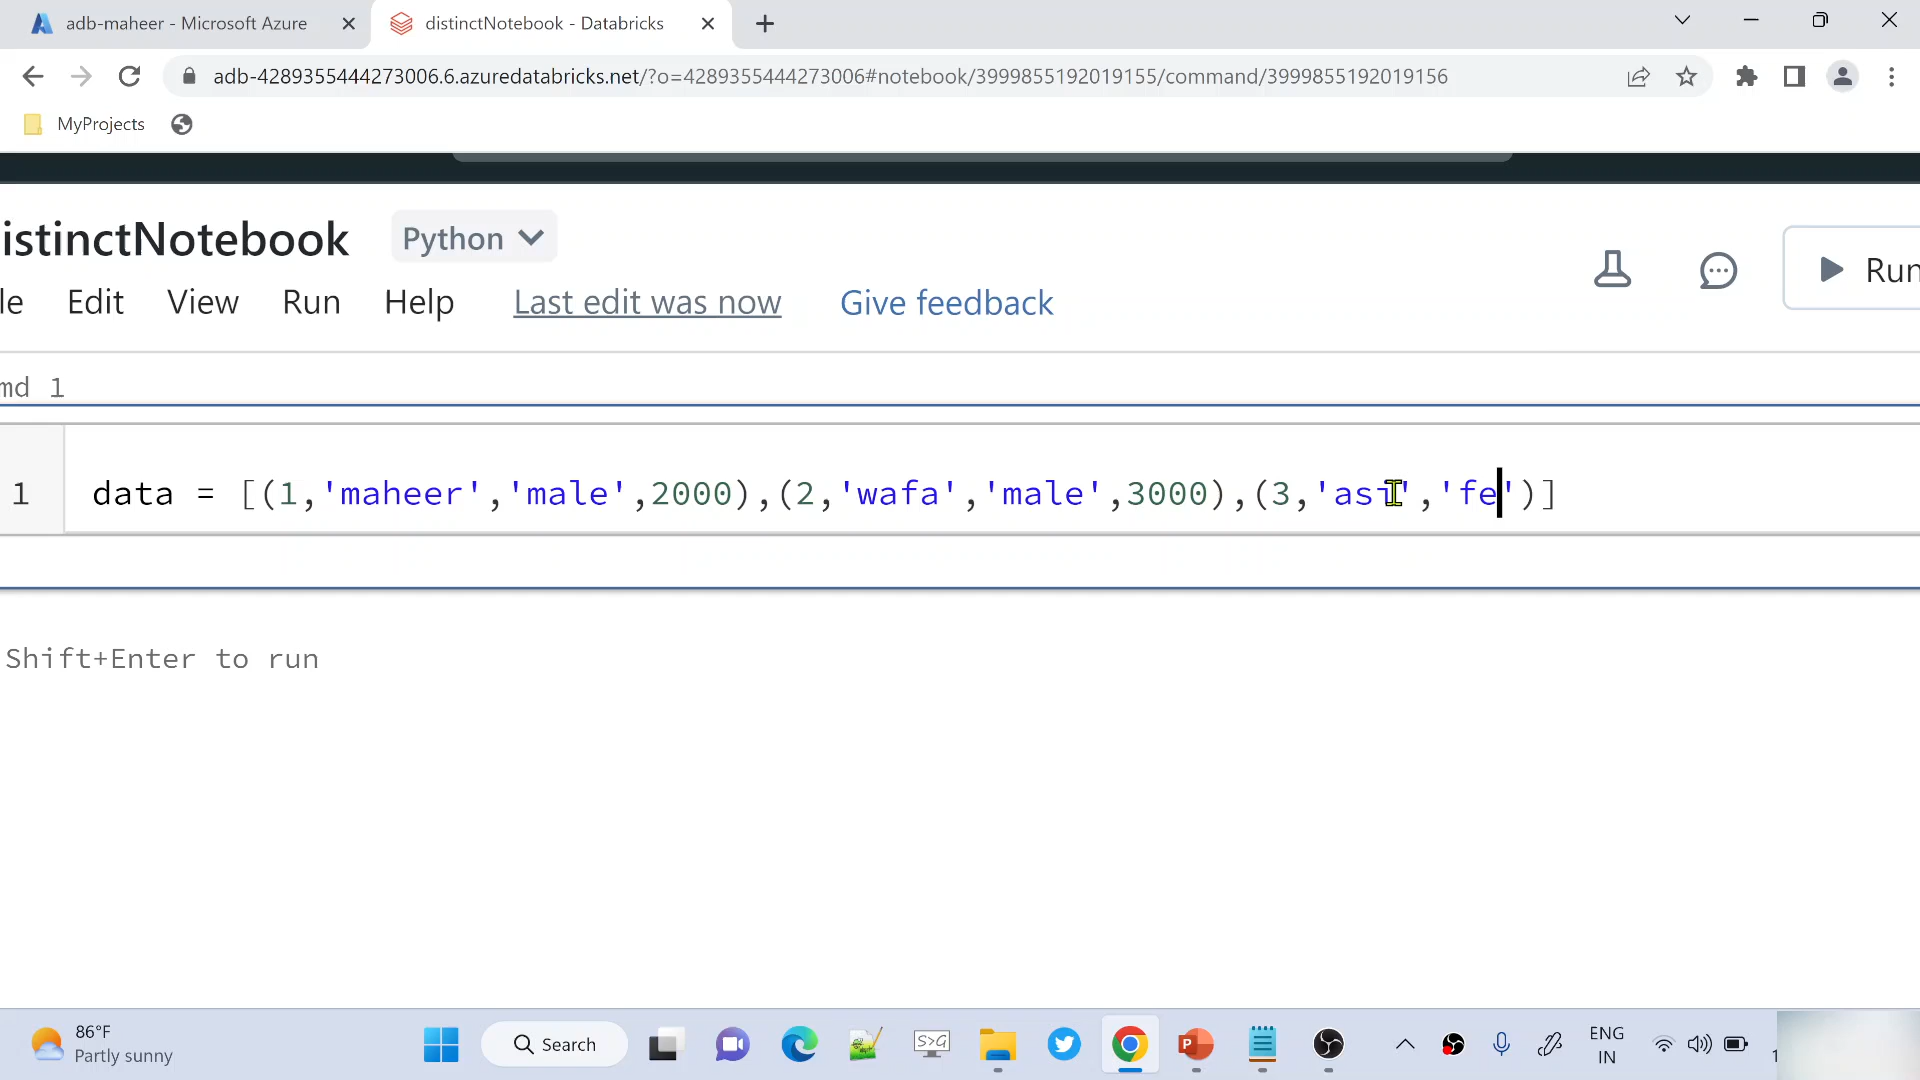 adb-maheer - Microsoft Azure
distinctNotebook - Databricks
adb-4289355444273006.6.azuredatabricks.net/?o=4289355444273006#notebook/3999855192019155/command/3999855192019156
MyProjects
istinctNotebook
Python
le Edit View Run Help Last edit was now Give feedback
Run
md 1
1 data = [(1,'maheer','male',2000),(2,'wafa','male',3000),(3,'asi','fe')]
Shift+Enter to run
86°F
Partly sunny
Search
S>G
ENG
IN
1